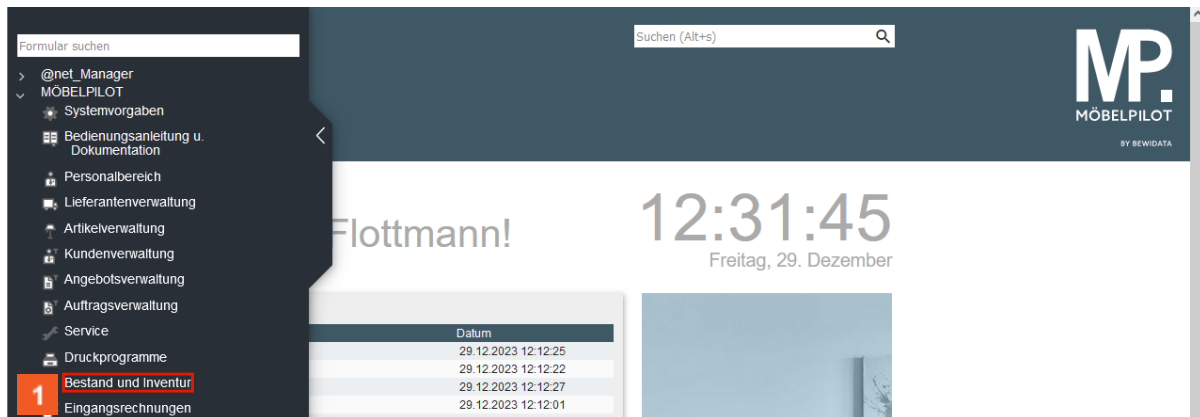 Formular suchen
@net_Manager
MÖBELPILOT
Systemvorgaben
Bedienungsanleitung u.
Dokumentation
Personalbereich
Lieferantenverwaltung
Artikelverwaltung
Kundenverwaltung
Angebotsverwaltung
Auftragsverwaltung
Service
Druckprogramme
1 Bestand und Inventur
Eingangsrechnungen
Suchen (Alt+s)
MP.
MÖBELPILOT
BY BEWIDATA
Flottmann!
12:31:45
Freitag, 29. Dezember
Datum
29.12.2023 12:12:25
29.12.2023 12:12:22
29.12.2023 12:12:27
29.12.2023 12:12:01